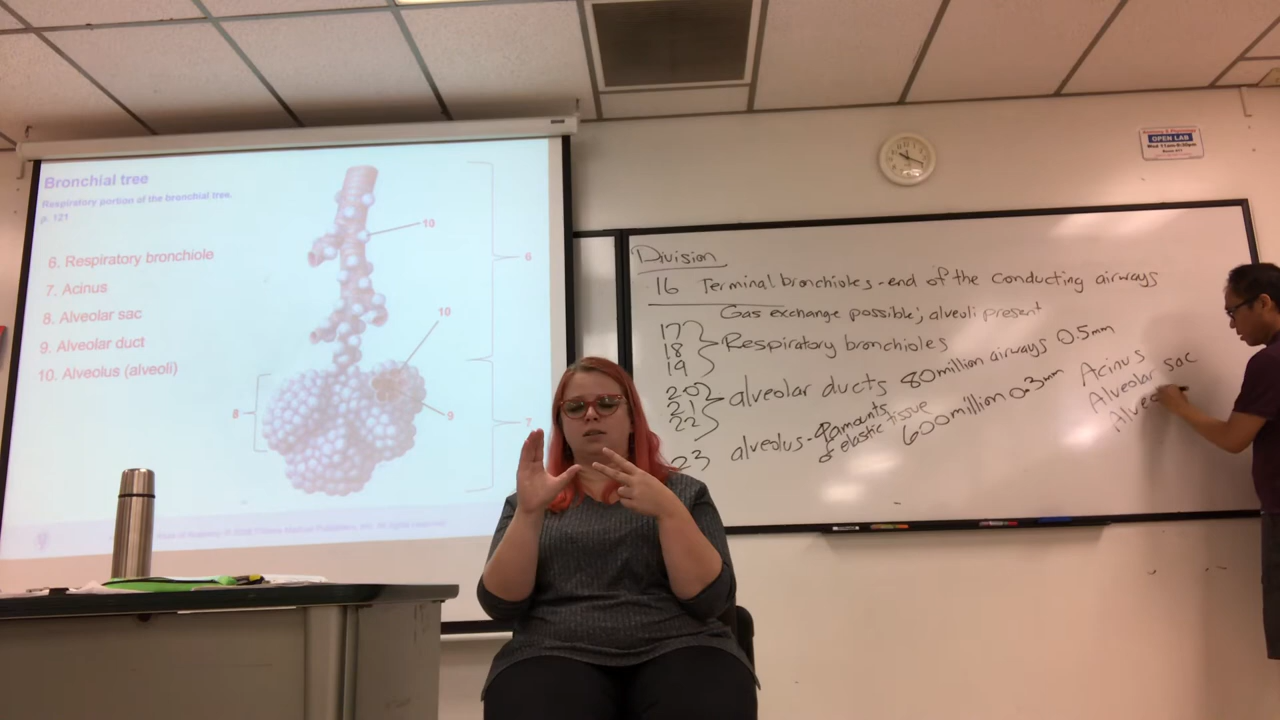 Bronchial tree
Respiratory portion of the bronchial tree.
p. 121
6. Respiratory bronchiole
7. Acinus
8. Alveolar sac
9. Alveolar duct
10. Alveolus (alveoli)
10
6
10
8
9
7
OPEN LAB
Division
16 Terminal bronchioles - end of the conducting airways
Gas exchange possible; alveoli present
17
18
19
Respiratory bronchioles
20
21
22
alveolar ducts 80 million airways 0.5mm
23
alveolus - amounts
of elastic tissue
600 million 0.3mm
Acinus
Alveolar sac